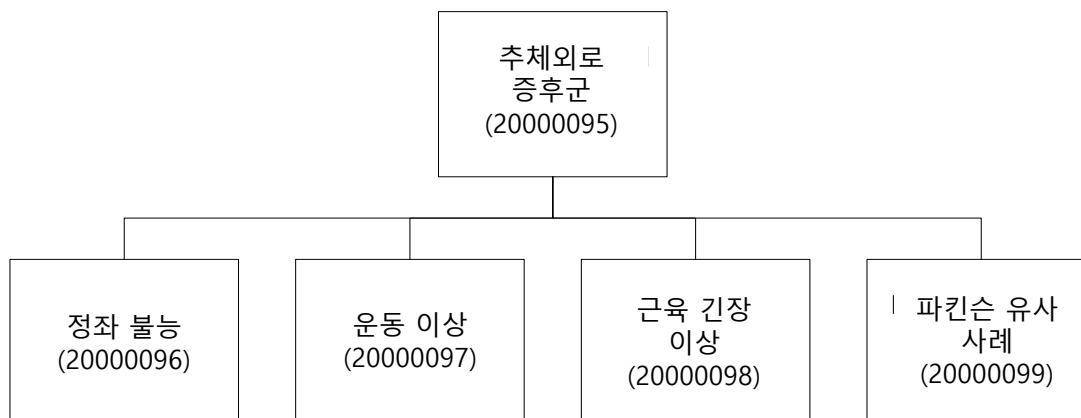 추체외로
증후군
(20000095)
정좌 불능
(20000096)
운동 이상
(20000097)
근육 긴장
이상
(20000098)
파킨슨 유사
사례
(20000099)